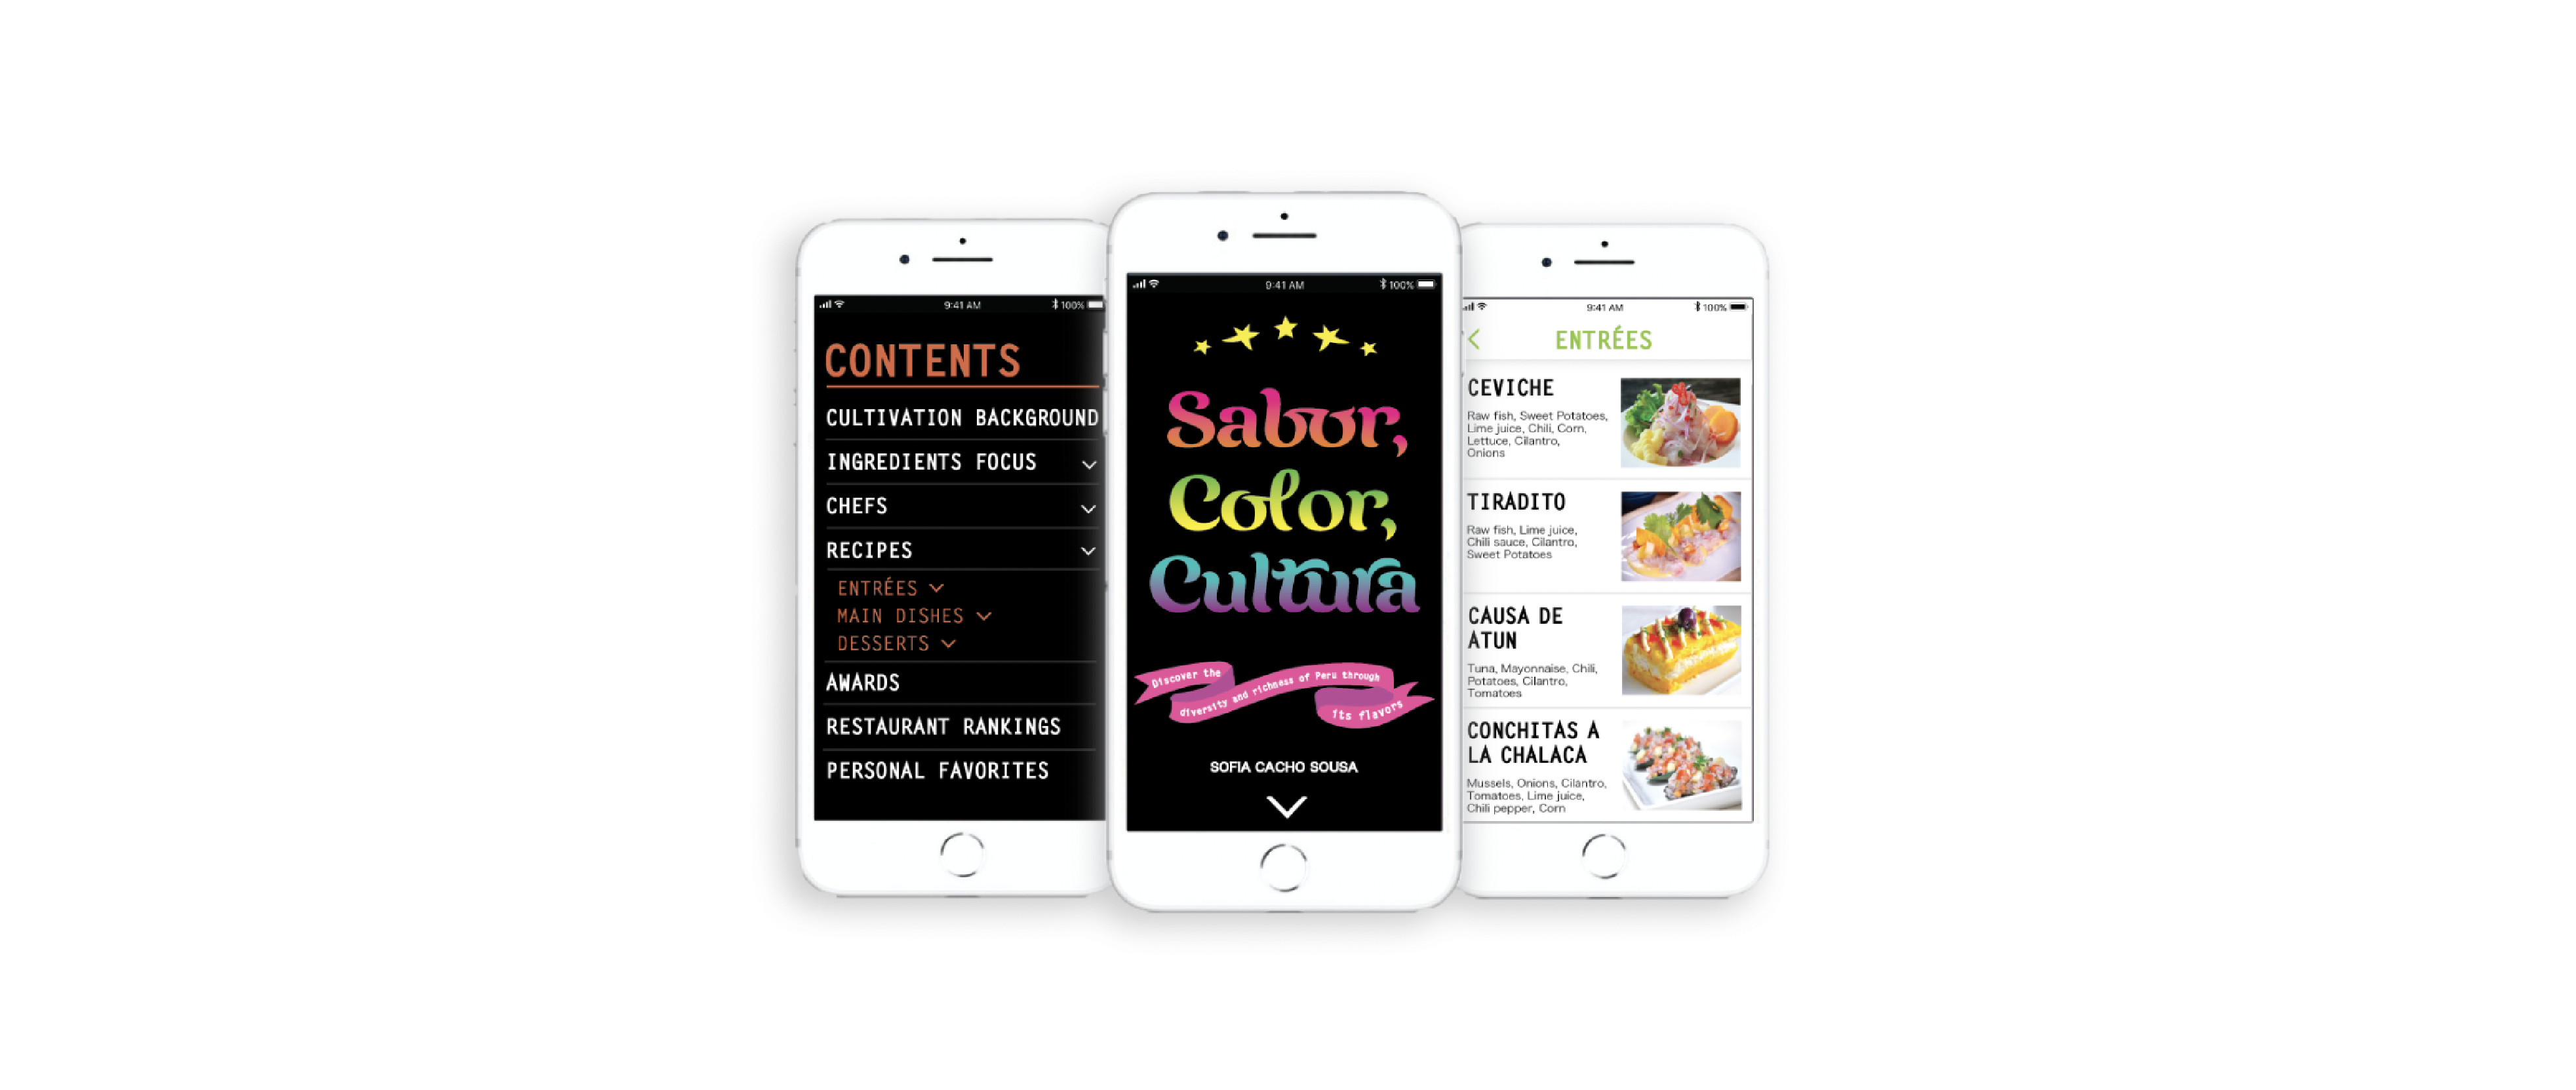 9:41 AM
100%
CONTENTS
CULTIVATION BACKGROUND
INGREDIENTS FOCUS
CHEFS
RECIPES
ENTRÉES
MAIN DISHES
DESSERTS
AWARDS
RESTAURANT RANKINGS
PERSONAL FAVORITES
9:41 AM
100%
Sabor,
Color,
Cultura
Discover the
diversity and richness of Peru through
its flavors
SOFIA CACHO SOUSA
9:41 AM
100%
ENTRÉES
CEVICHE
Raw fish, Sweet Potatoes,
Lime juice, Chili, Corn,
Lettuce, Cilantro,
Onions
TIRADITO
Raw fish, Lime juice,
Chili sauce, Cilantro,
Sweet Potatoes
CAUSA DE
ATUN
Tuna, Mayonnaise, Chili,
Potatoes, Cilantro,
Tomatoes
CONCHITAS A
LA CHALACA
Mussels, Onions, Cilantro,
Tomatoes, Lime juice,
Chili pepper, Corn